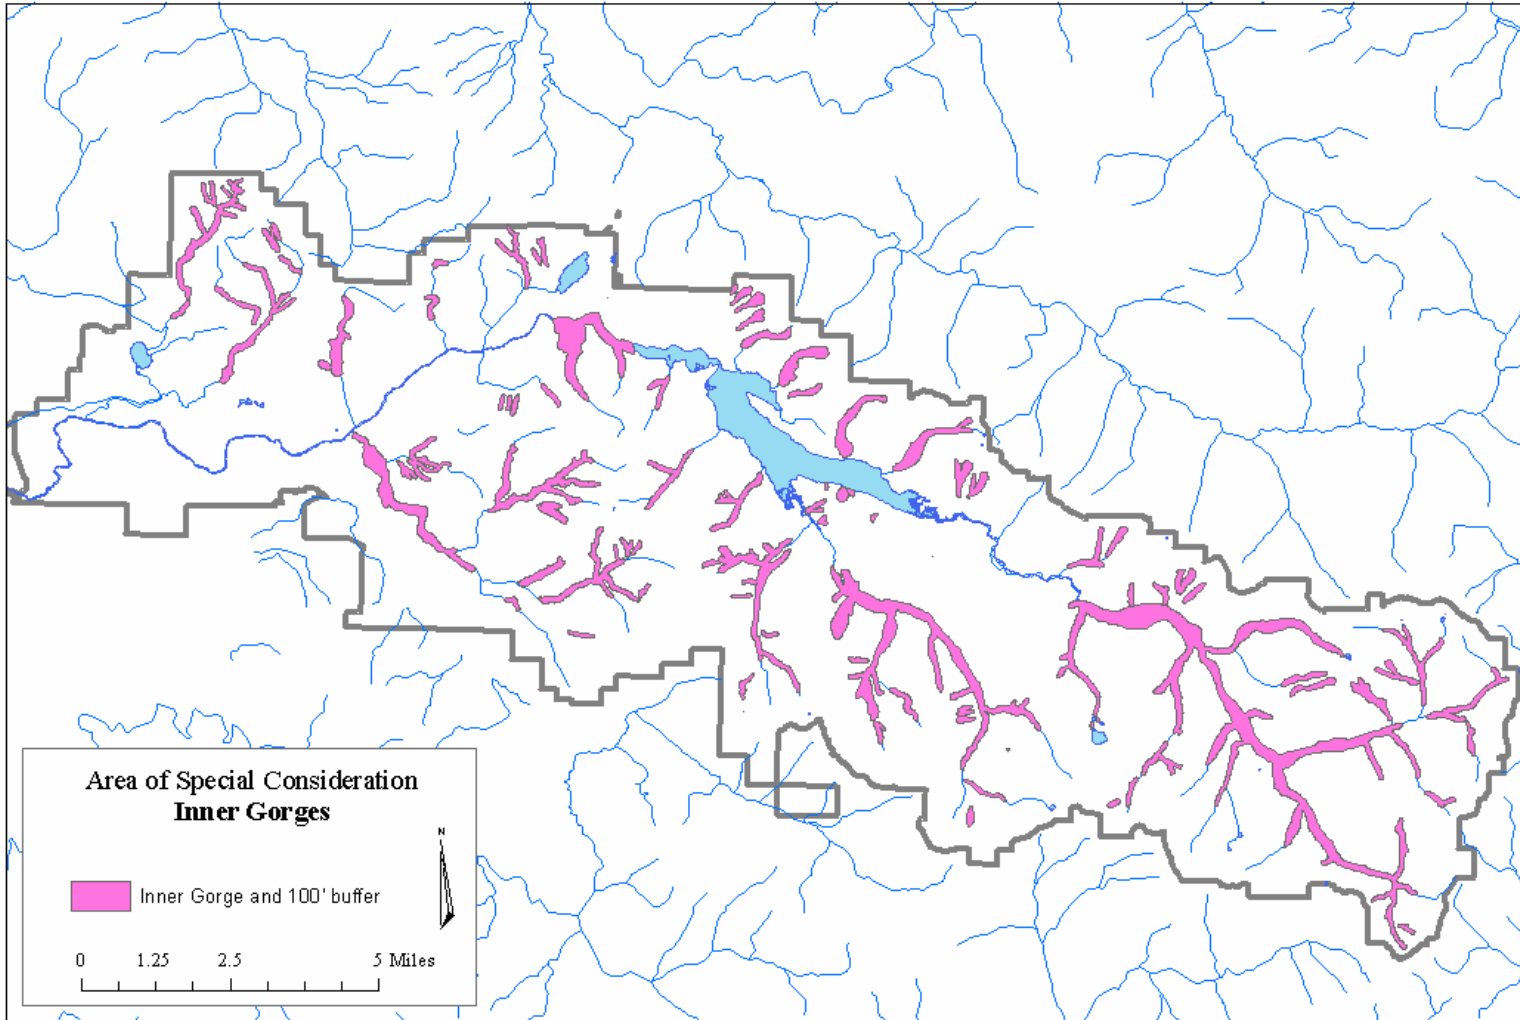 Area of Special Consideration
Inner Gorges
N
Inner Gorge and 100' buffer
0 1.25 2.5 5 Miles